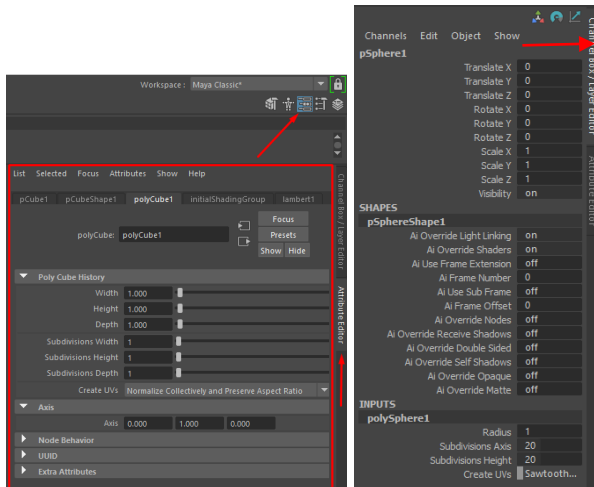 Workspace : Maya Classic*
List Selected Focus Attributes Show Help
pCube1 pCubeShape1 polyCube1 initialShadingGroup lambert1
polyCube: polyCube1
Focus
Presets
Show Hide
Poly Cube History
Width 1.000
Height 1.000
Depth 1.000
Subdivisions Width 1
Subdivisions Height 1
Subdivisions Depth 1
Create UVs Normalize Collectively and Preserve Aspect Ratio
Axis
Axis 0.000 1.000 0.000
Node Behavior
UUID
Extra Attributes
Channel Box / Layer Editor
Attribute Editor
Channels Edit Object Show
pSphere1
Translate X 0
Translate Y 0
Translate Z 0
Rotate X 0
Rotate Y 0
Rotate Z 0
Scale X 1
Scale Y 1
Scale Z 1
Visibility on
SHAPES
pSphereShape1
Ai Override Light Linking on
Ai Override Shaders on
Ai Use Frame Extension off
Ai Frame Number 0
Ai Use Sub Frame off
Ai Frame Offset 0
Ai Override Nodes off
Ai Override Receive Shadows off
Ai Override Double Sided off
Ai Override Self Shadows off
Ai Override Opaque off
Ai Override Matte off
INPUTS
polySphere1
Radius 1
Subdivisions Axis 20
Subdivisions Height 20
Create UVs Sawtooth...
Channel Box / Layer Editor
Attribute Editor